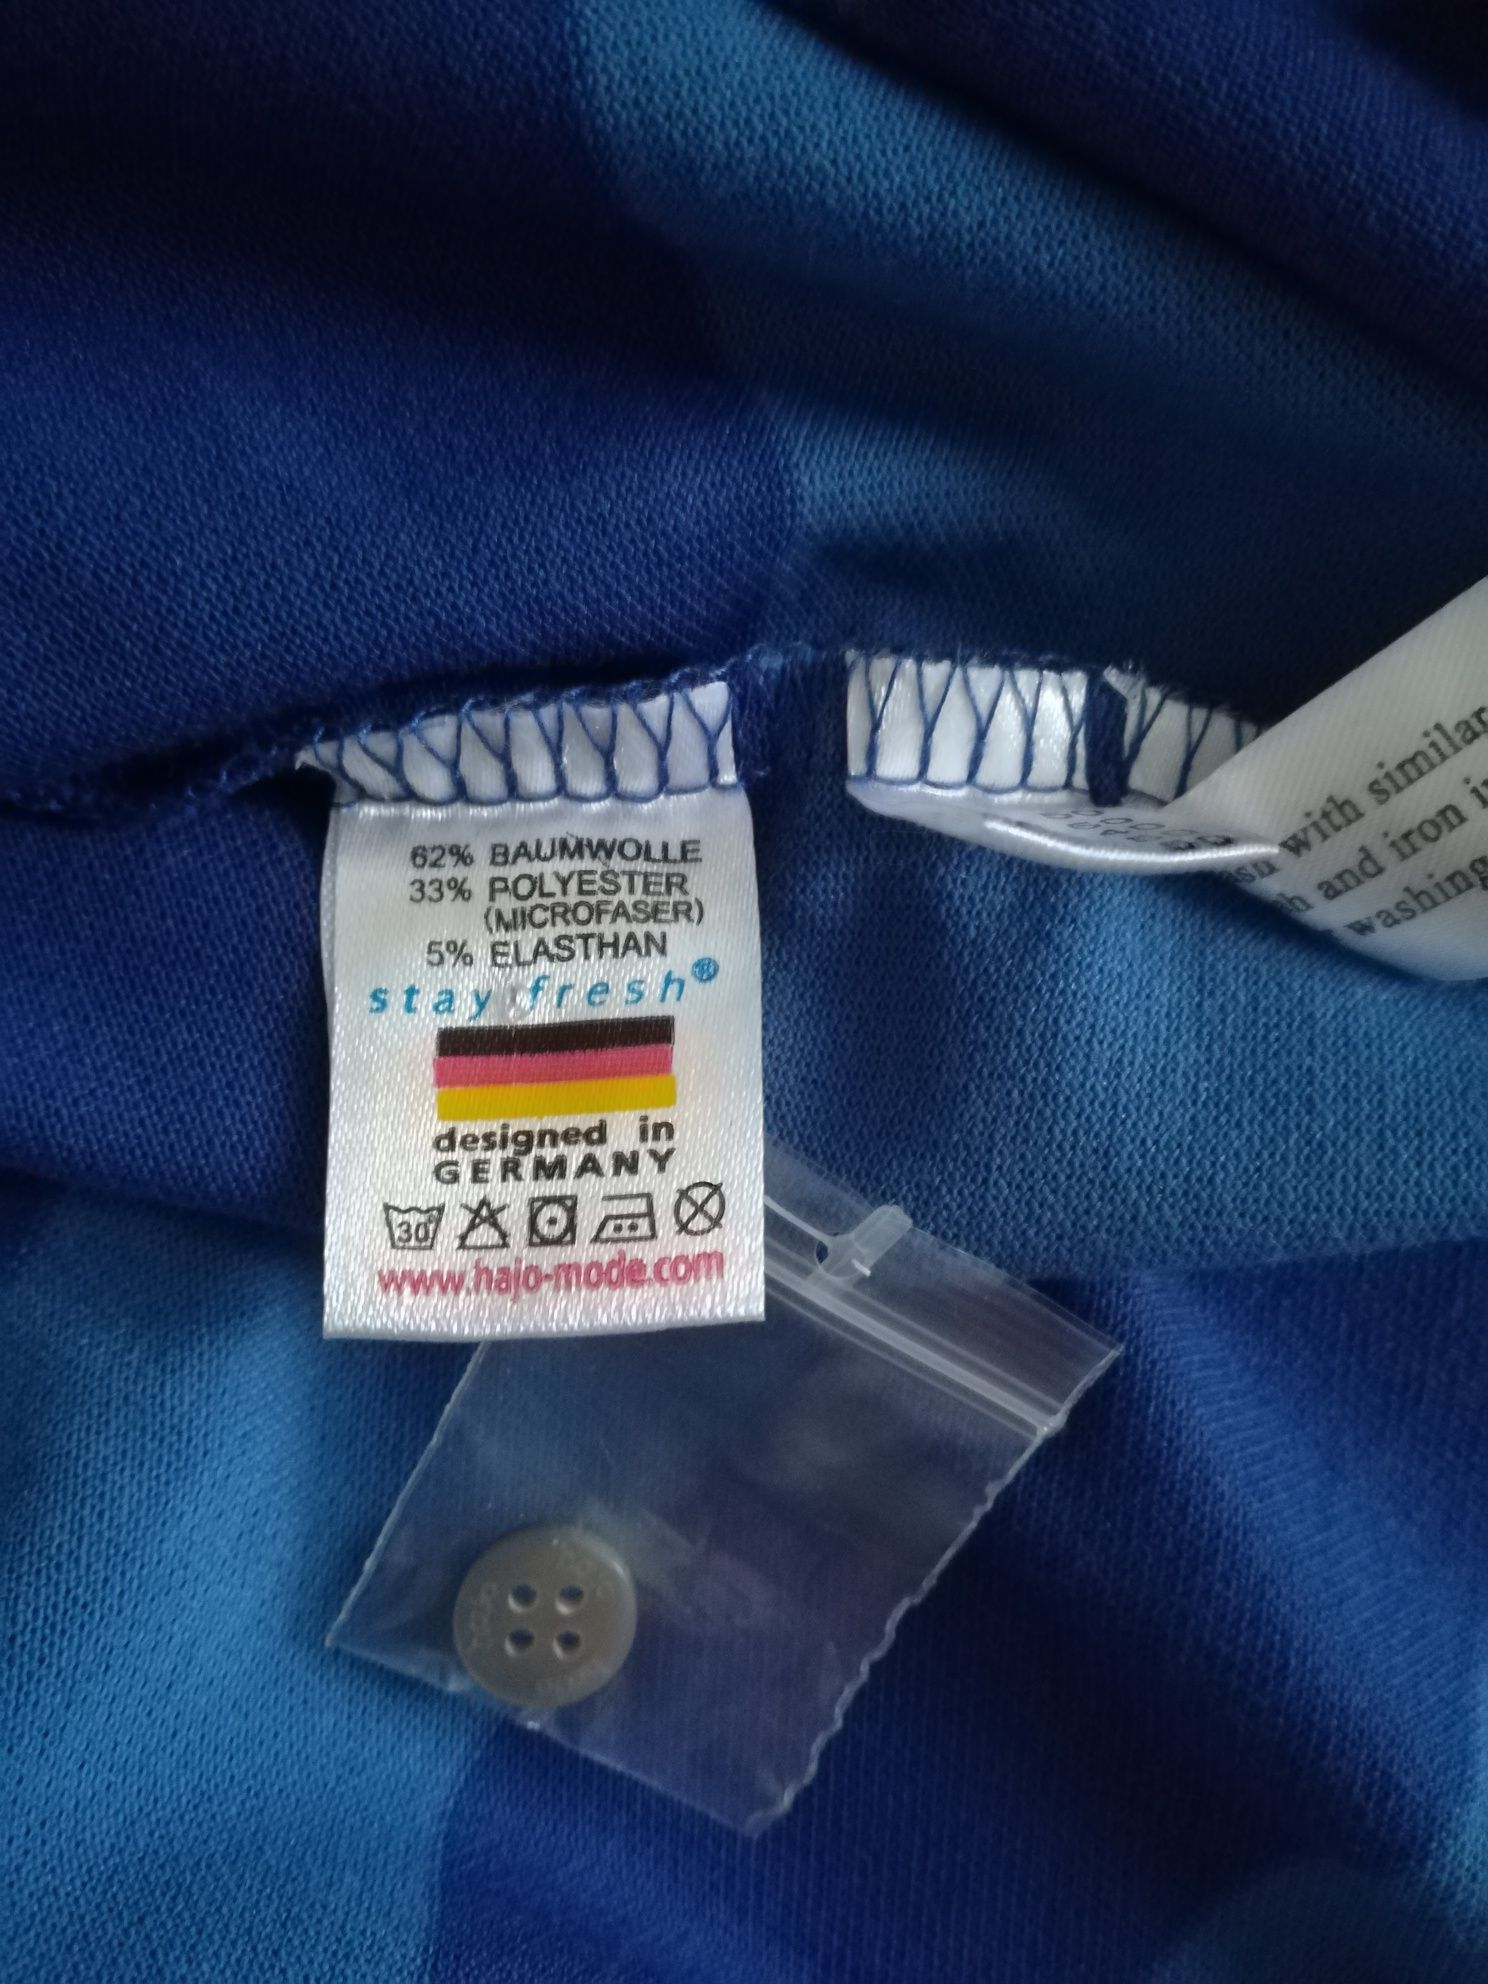 62% BAUMWOLLE
33% POLYESTER
(MICROFASER)
5% ELASTHAN
stay fresh®
designed in
GERMANY
30°
www.hajo-mode.com
with similar
and iron
washing